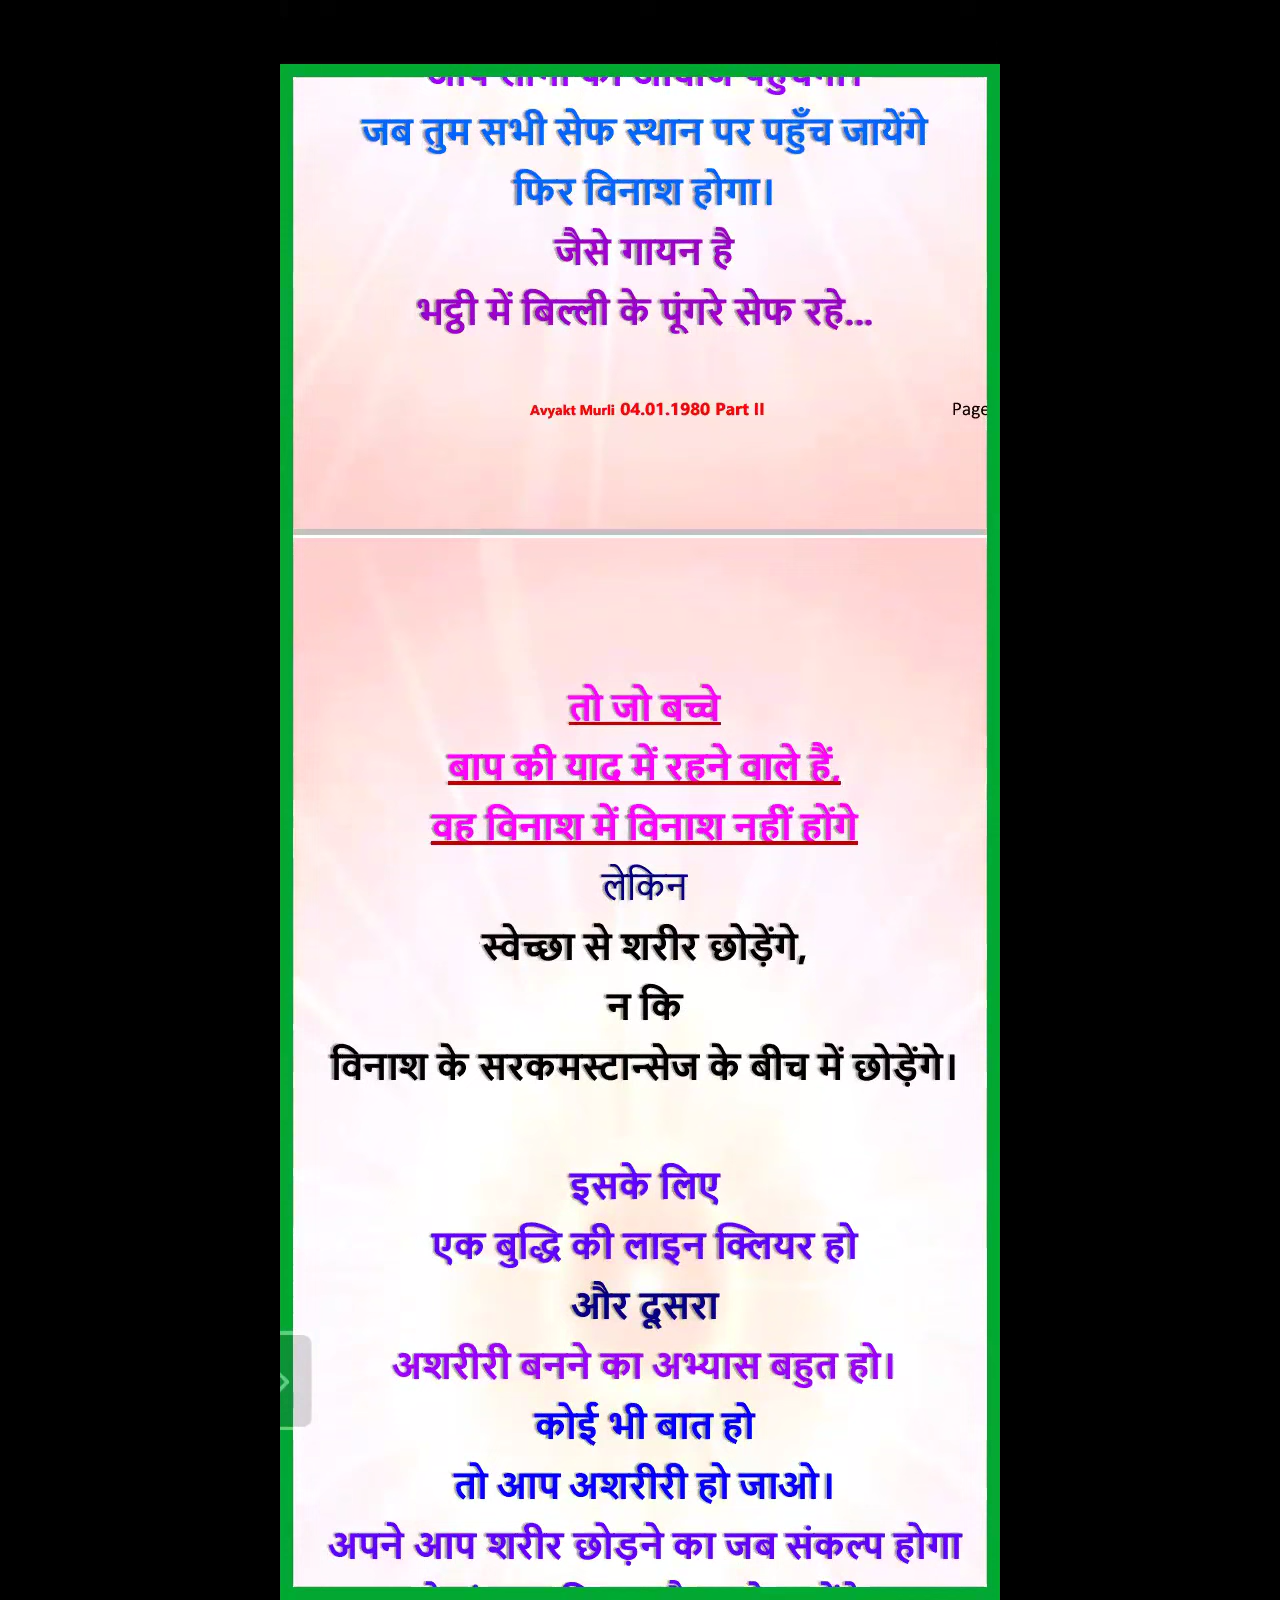 जब तुम सभी सेफ स्थान पर पहुँच जायेंगे
फिर विनाश होगा।
जैसे गायन है
भट्ठी में बिल्ली के पूंगरे सेफ रहे...
Avyakt Murli 04.01.1980 Part II
Page
तो जो बच्चे
बाप की याद में रहने वाले हैं,
वह विनाश में विनाश नहीं होंगे
लेकिन
स्वेच्छा से शरीर छोड़ेंगे,
न कि
विनाश के सरकमस्टान्सेज के बीच में छोड़ेंगे।
इसके लिए
एक बुद्धि की लाइन क्लियर हो
और दूसरा
अशरीरी बनने का अभ्यास बहुत हो।
कोई भी बात हो
तो आप अशरीरी हो जाओ।
अपने आप शरीर छोड़ने का जब संकल्प होगा